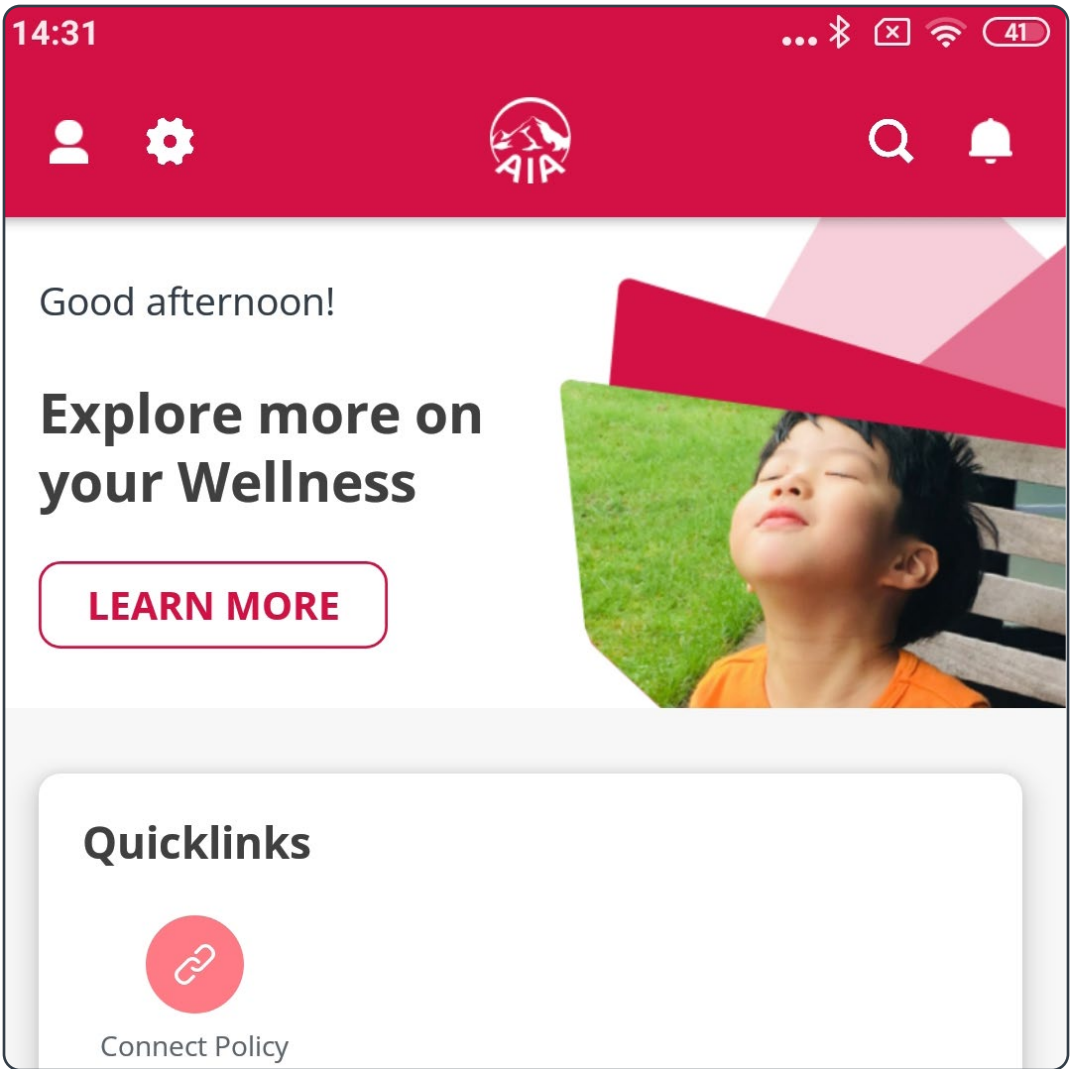 14:31
41
AIA
Good afternoon!
Explore more on
your Wellness
LEARN MORE
Quicklinks
Connect Policy